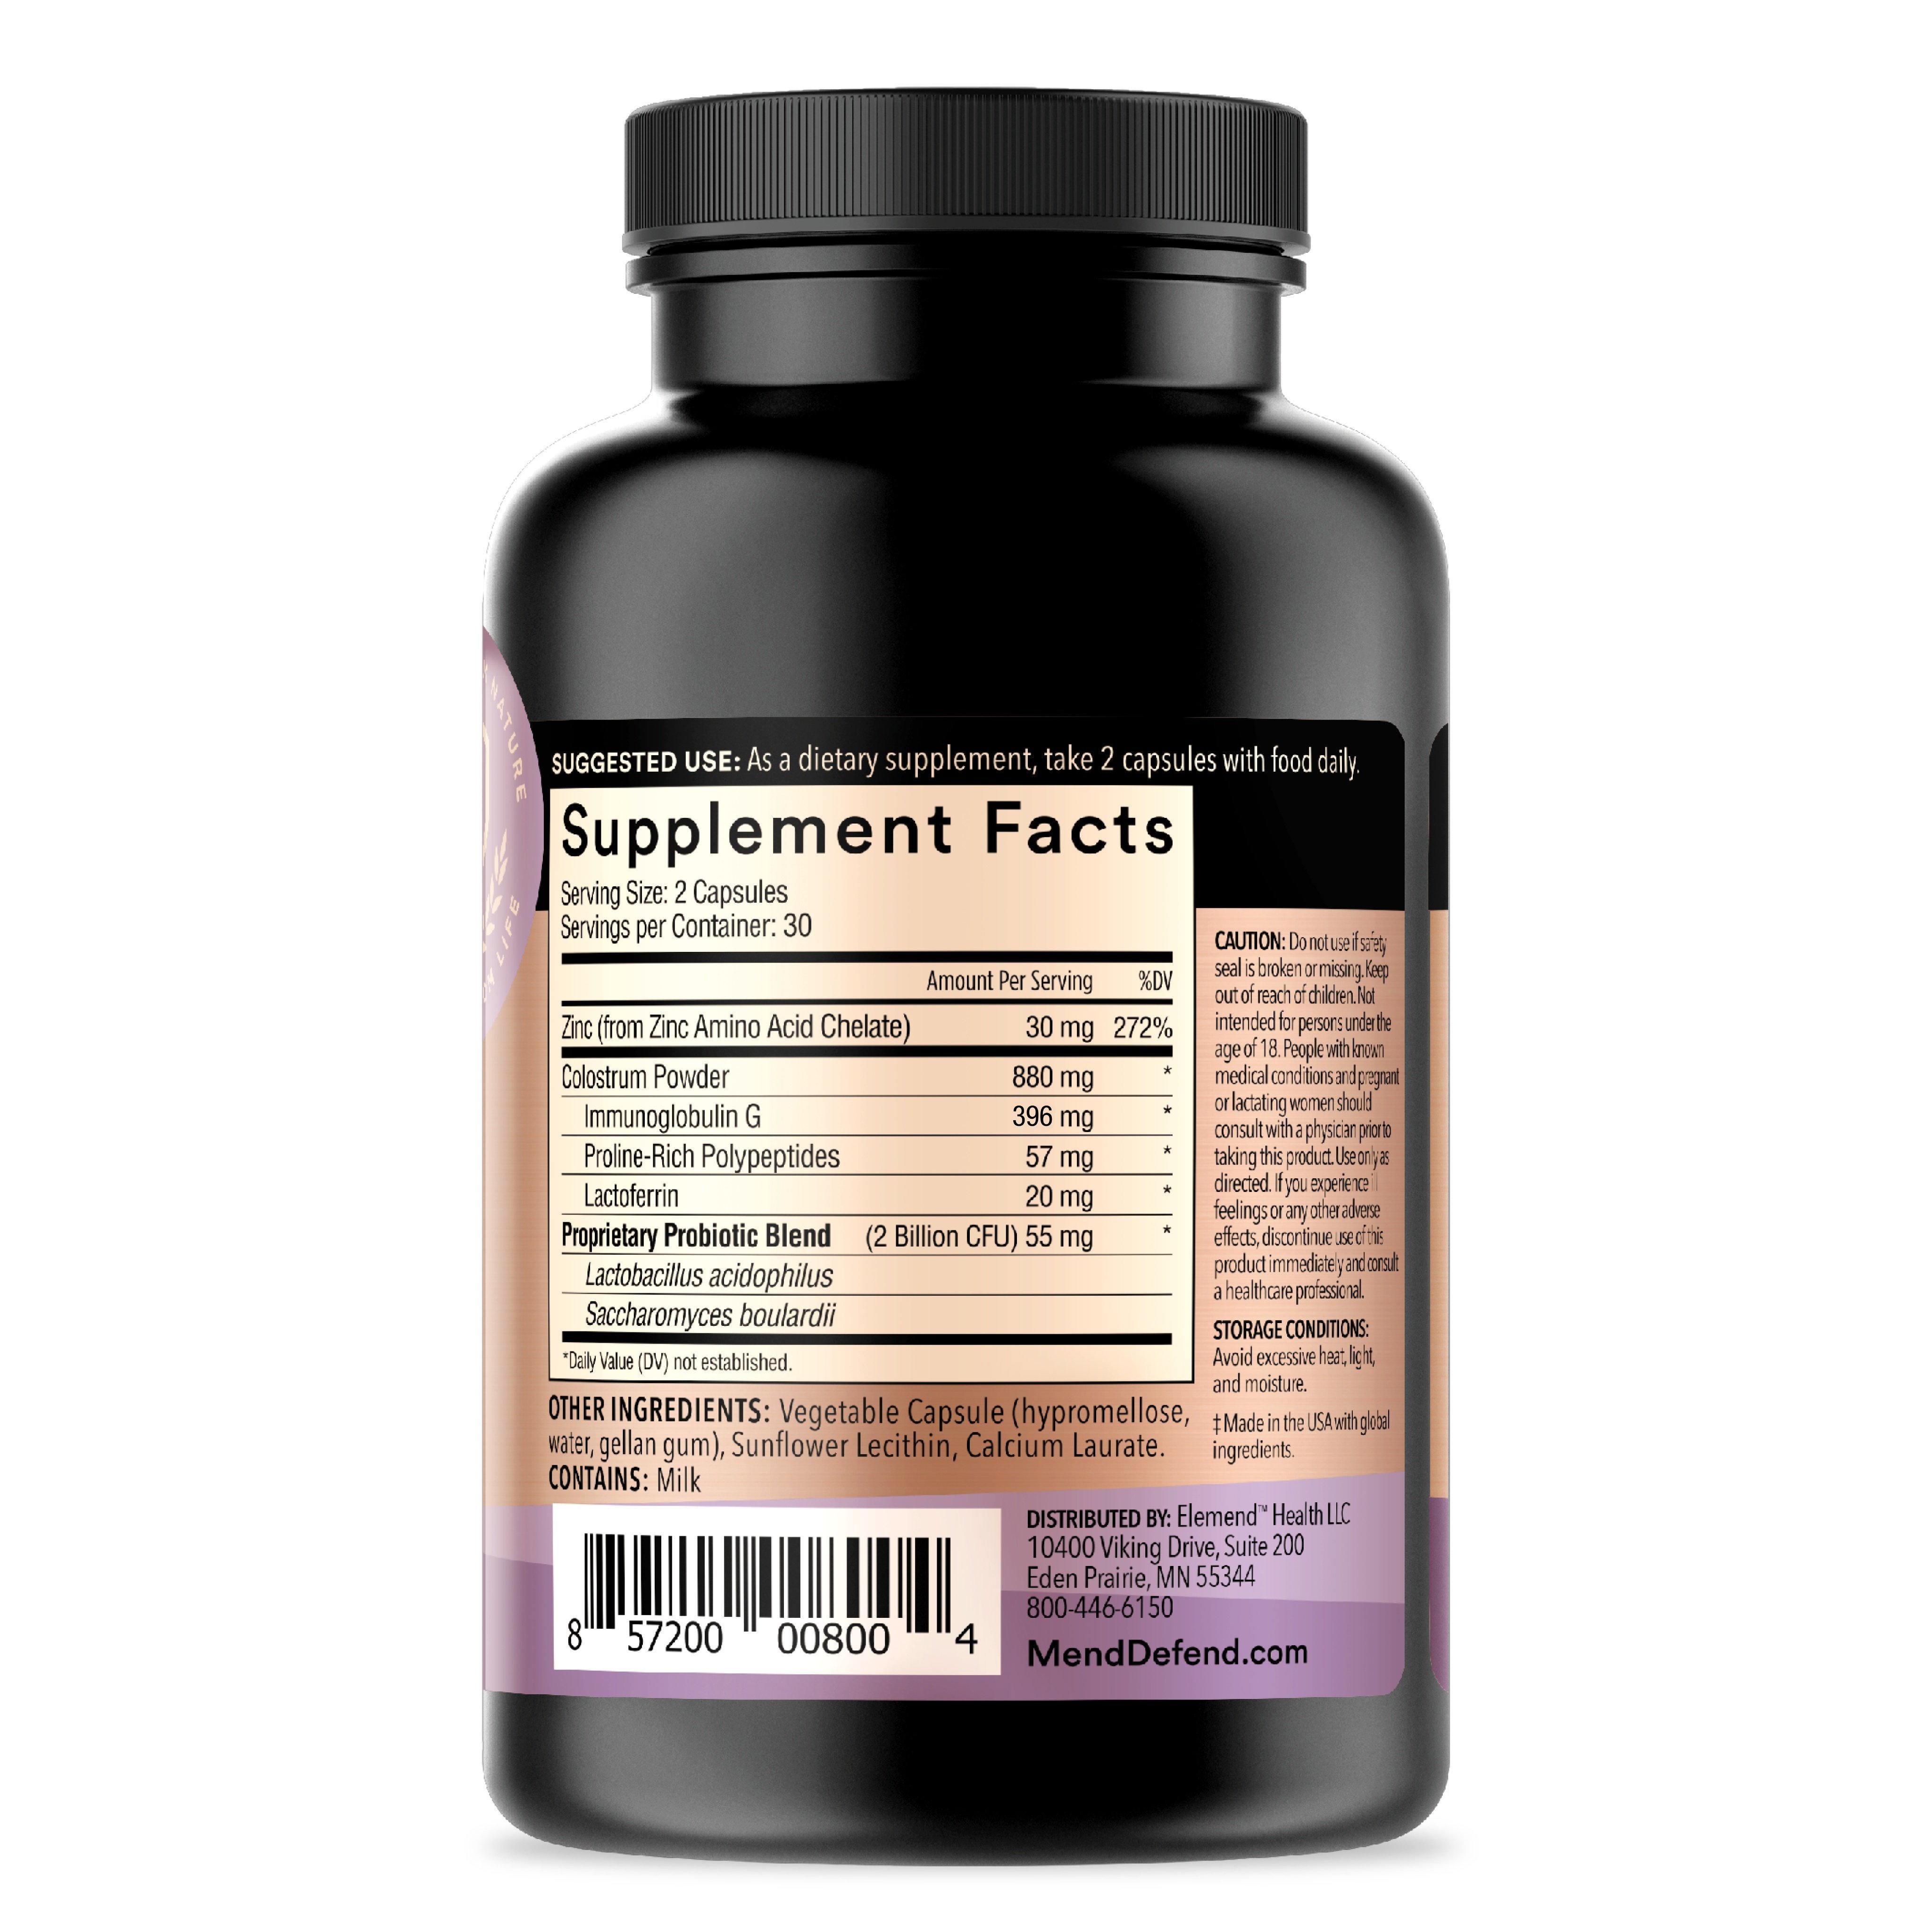 NATURE
ON LIFE
SUGGESTED USE: As a dietary supplement, take 2 capsules with food daily.
Supplement Facts
Serving Size: 2 Capsules
Servings per Container: 30
Amount Per Serving %DV
Zinc (from Zinc Amino Acid Chelate) 30 mg 272%
Colostrum Powder 880 mg *
Immunoglobulin G 396 mg *
Proline-Rich Polypeptides 57 mg *
Lactoferrin 20 mg *
Proprietary Probiotic Blend (2 Billion CFU) 55 mg *
Lactobacillus acidophilus
Saccharomyces boulardii
*Daily Value (DV) not established.
OTHER INGREDIENTS: Vegetable Capsule (hypromellose,
water, gellan gum), Sunflower Lecithin, Calcium Laurate.
CONTAINS: Milk
CAUTION: Do not use if safety
seal is broken or missing. Keep
out of reach of children. Not
intended for persons under the
age of 18. People with known
medical conditions and pregnant
or lactating women should
consult with a physician prior to
taking this product. Use only as
directed. If you experience ill
feelings or any other adverse
effects, discontinue use of this
product immediately and consult
a healthcare professional.
STORAGE CONDITIONS:
Avoid excessive heat, light,
and moisture.
‡ Made in the USA with global
ingredients.
8 57200 00800 4
DISTRIBUTED BY: Elemend™ Health LLC
10400 Viking Drive, Suite 200
Eden Prairie, MN 55344
800-446-6150
MendDefend.com